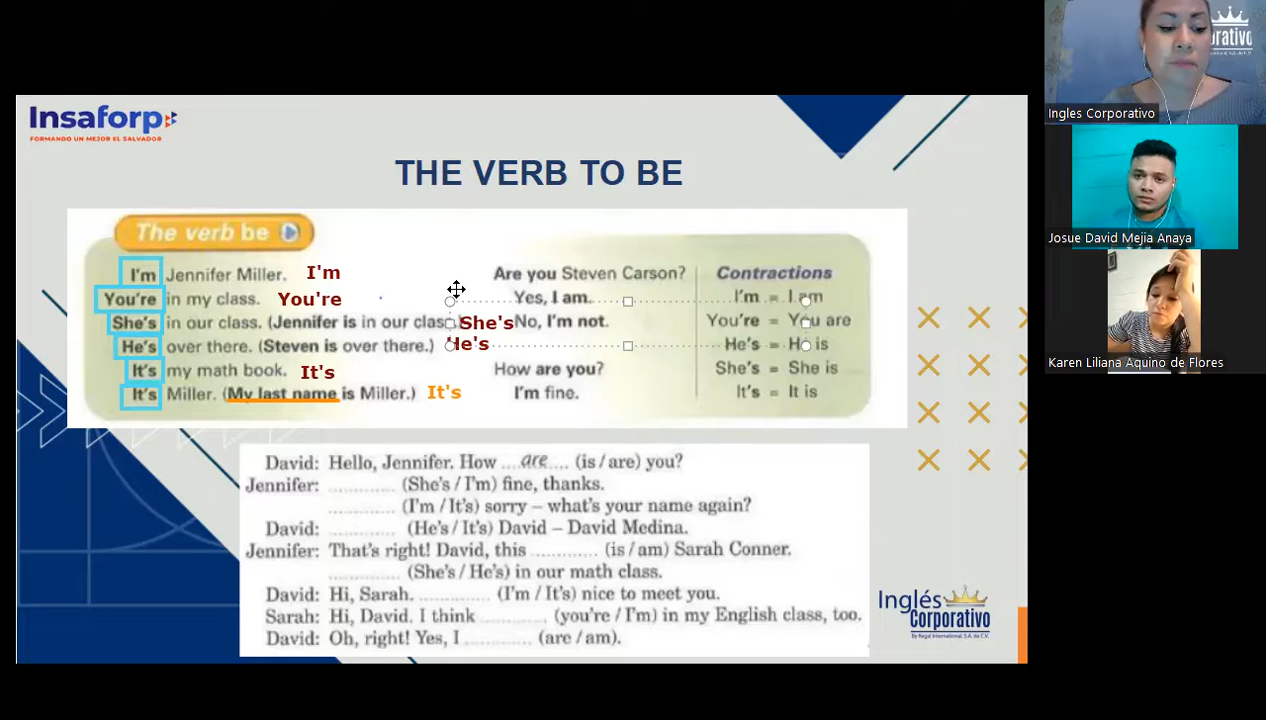 Insaforp
FORMANDO UN MEJOR EL SALVADOR
THE VERB TO BE
The verb be
I'm Jennifer Miller. I'm
You're in my class. You're
She's in our class. (Jennifer is in our class.) She's
He's over there. (Steven is over there.) He's
It's my math book. It's
It's Miller. (My last name is Miller.) It's
Are you Steven Carson?
Yes, I am.
No, I'm not.
How are you?
I'm fine.
Contractions
I'm = I am
You're = You are
He's = He is
She's = She is
It's = It is
David: Hello, Jennifer. How ....are.... (is / are) you?
Jennifer: ............ (She's / I'm) fine, thanks.
............ (I'm / It's) sorry – what's your name again?
David: ............ (He's / It's) David – David Medina.
Jennifer: That's right! David, this ............ (is / am) Sarah Conner.
............ (She's / He's) in our math class.
David: Hi, Sarah. ............ (I'm / It's) nice to meet you.
Sarah: Hi, David. I think ............ (you're / I'm) in my English class, too.
David: Oh, right! Yes, I ............ (are / am).
Inglés
Corporativo
By Regal International, S.A. de C.V.
Ingles Corporativo
Josue David Mejia Anaya
Karen Liliana Aquino de Flores